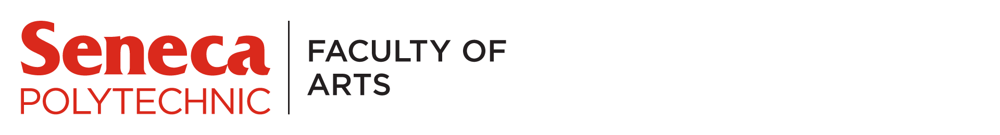 Seneca
POLYTECHNIC
FACULTY OF
ARTS